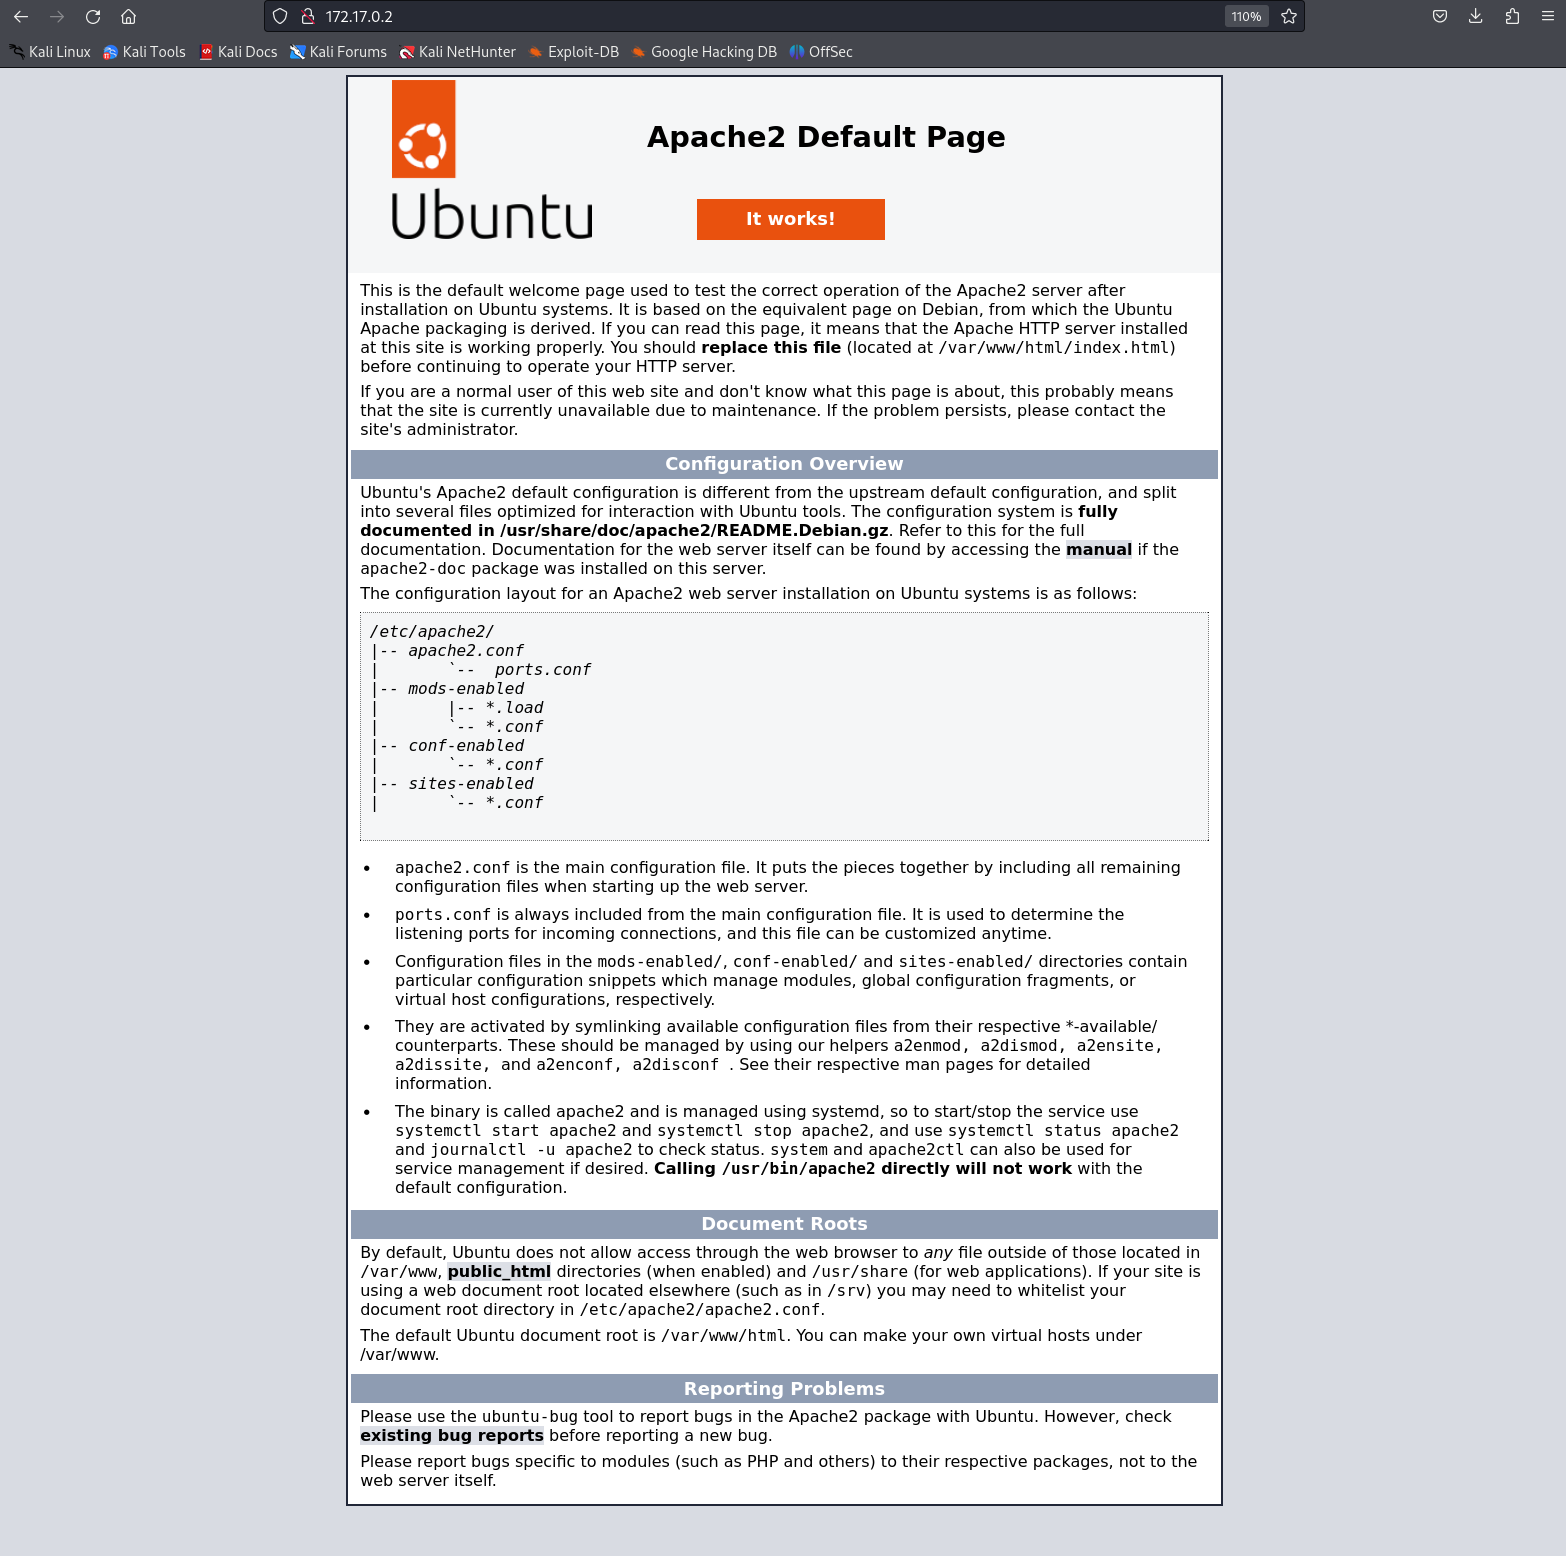 172.17.0.2
110%
Kali Linux Kali Tools Kali Docs Kali Forums Kali NetHunter Exploit-DB Google Hacking DB OffSec
Ubuntu
Apache2 Default Page
It works!
This is the default welcome page used to test the correct operation of the Apache2 server after
installation on Ubuntu systems. It is based on the equivalent page on Debian, from which the Ubuntu
Apache packaging is derived. If you can read this page, it means that the Apache HTTP server installed
at this site is working properly. You should replace this file (located at /var/www/html/index.html)
before continuing to operate your HTTP server.
If you are a normal user of this web site and don't know what this page is about, this probably means
that the site is currently unavailable due to maintenance. If the problem persists, please contact the
site's administrator.
Configuration Overview
Ubuntu's Apache2 default configuration is different from the upstream default configuration, and split
into several files optimized for interaction with Ubuntu tools. The configuration system is fully
documented in /usr/share/doc/apache2/README.Debian.gz. Refer to this for the full
documentation. Documentation for the web server itself can be found by accessing the manual if the
apache2-doc package was installed on this server.
The configuration layout for an Apache2 web server installation on Ubuntu systems is as follows:
/etc/apache2/
|-- apache2.conf
|       `--  ports.conf
|-- mods-enabled
|       |-- *.load
|       `-- *.conf
|-- conf-enabled
|       `-- *.conf
|-- sites-enabled
|       `-- *.conf
• apache2.conf is the main configuration file. It puts the pieces together by including all remaining
configuration files when starting up the web server.
• ports.conf is always included from the main configuration file. It is used to determine the
listening ports for incoming connections, and this file can be customized anytime.
• Configuration files in the mods-enabled/, conf-enabled/ and sites-enabled/ directories contain
particular configuration snippets which manage modules, global configuration fragments, or
virtual host configurations, respectively.
• They are activated by symlinking available configuration files from their respective *-available/
counterparts. These should be managed by using our helpers a2enmod, a2dismod, a2ensite,
a2dissite, and a2enconf, a2disconf . See their respective man pages for detailed
information.
• The binary is called apache2 and is managed using systemd, so to start/stop the service use
systemctl start apache2 and systemctl stop apache2, and use systemctl status apache2
and journalctl -u apache2 to check status. system and apache2ctl can also be used for
service management if desired. Calling /usr/bin/apache2 directly will not work with the
default configuration.
Document Roots
By default, Ubuntu does not allow access through the web browser to any file outside of those located in
/var/www, public_html directories (when enabled) and /usr/share (for web applications). If your site is
using a web document root located elsewhere (such as in /srv) you may need to whitelist your
document root directory in /etc/apache2/apache2.conf.
The default Ubuntu document root is /var/www/html. You can make your own virtual hosts under
/var/www.
Reporting Problems
Please use the ubuntu-bug tool to report bugs in the Apache2 package with Ubuntu. However, check
existing bug reports before reporting a new bug.
Please report bugs specific to modules (such as PHP and others) to their respective packages, not to the
web server itself.